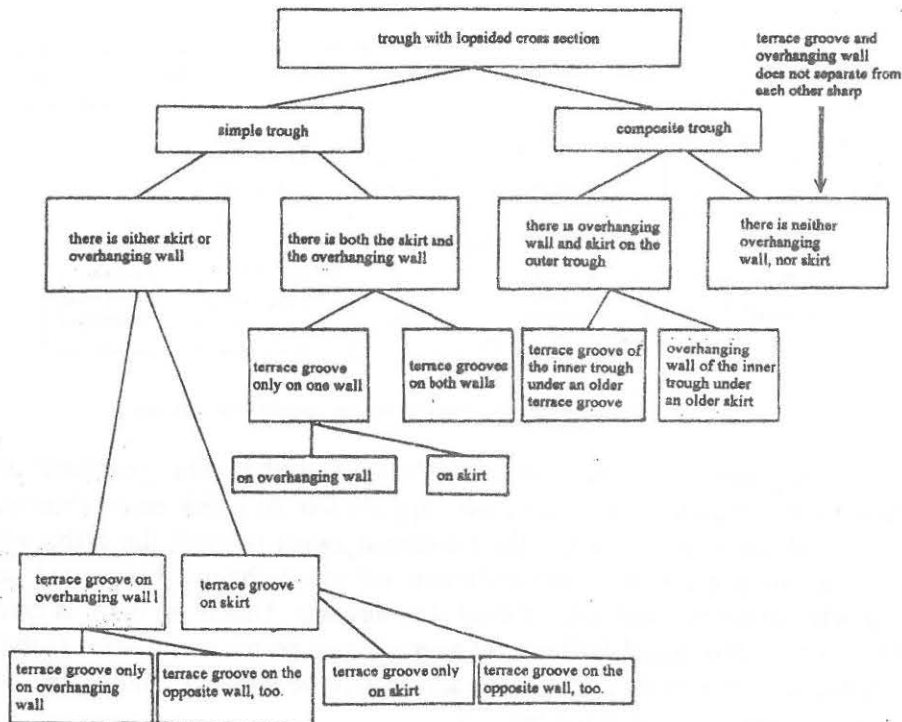 trough with lopsided cross section
terrace groove and
overhanging wall
does not separate from
each other sharp
simple trough
composite trough
there is either skirt or
overhanging wall
there is both the skirt and
the overhanging wall
there is overhanging
wall and skirt on the
outer trough
there is neither
overhanging
wall, nor skirt
terrace groove
only on one wall
terrace grooves
on both walls
terrace groove of
the inner trough
under an older
terrace groove
overhanging
wall of the inner
trough under
an older skirt
on overhanging wall
on skirt
terrace groove on
overhanging wall l
terrace groove
on skirt
terrace groove only
on overhanging
wall
terrace groove on the
opposite wall, too.
terrace groove only
on skirt
terrace groove on the
opposite wall, too.